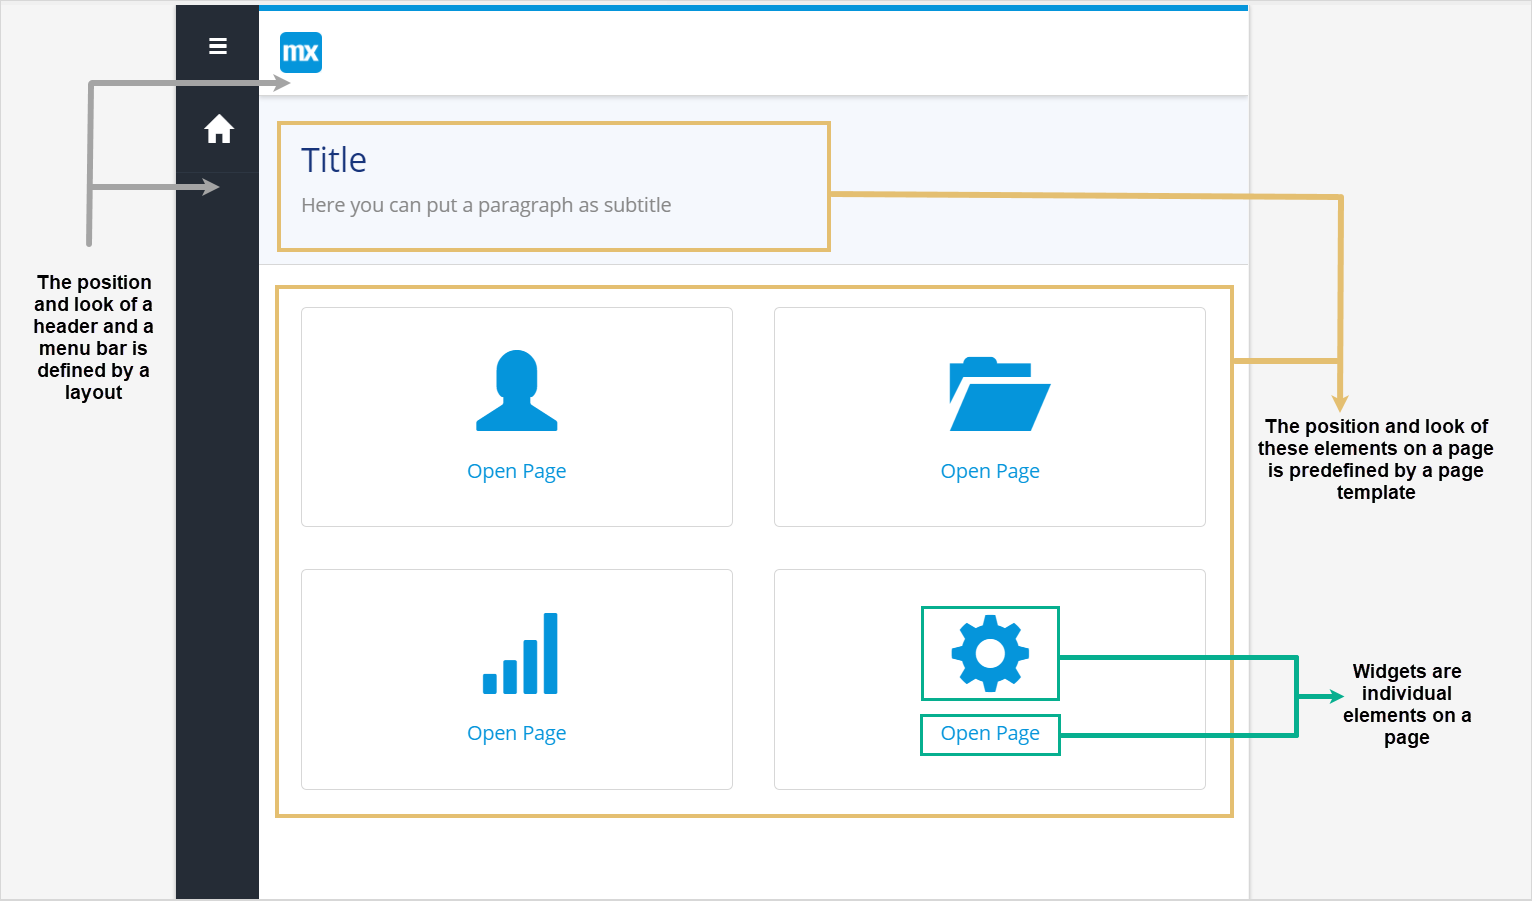 mx
Title
Here you can put a paragraph as subtitle
The position
and look of a
header and a
menu bar is
defined by a
layout
Open Page
Open Page
The position and look of
these elements on a page
is predefined by a page
template
Open Page
Open Page
Widgets are
individual
elements on a
page